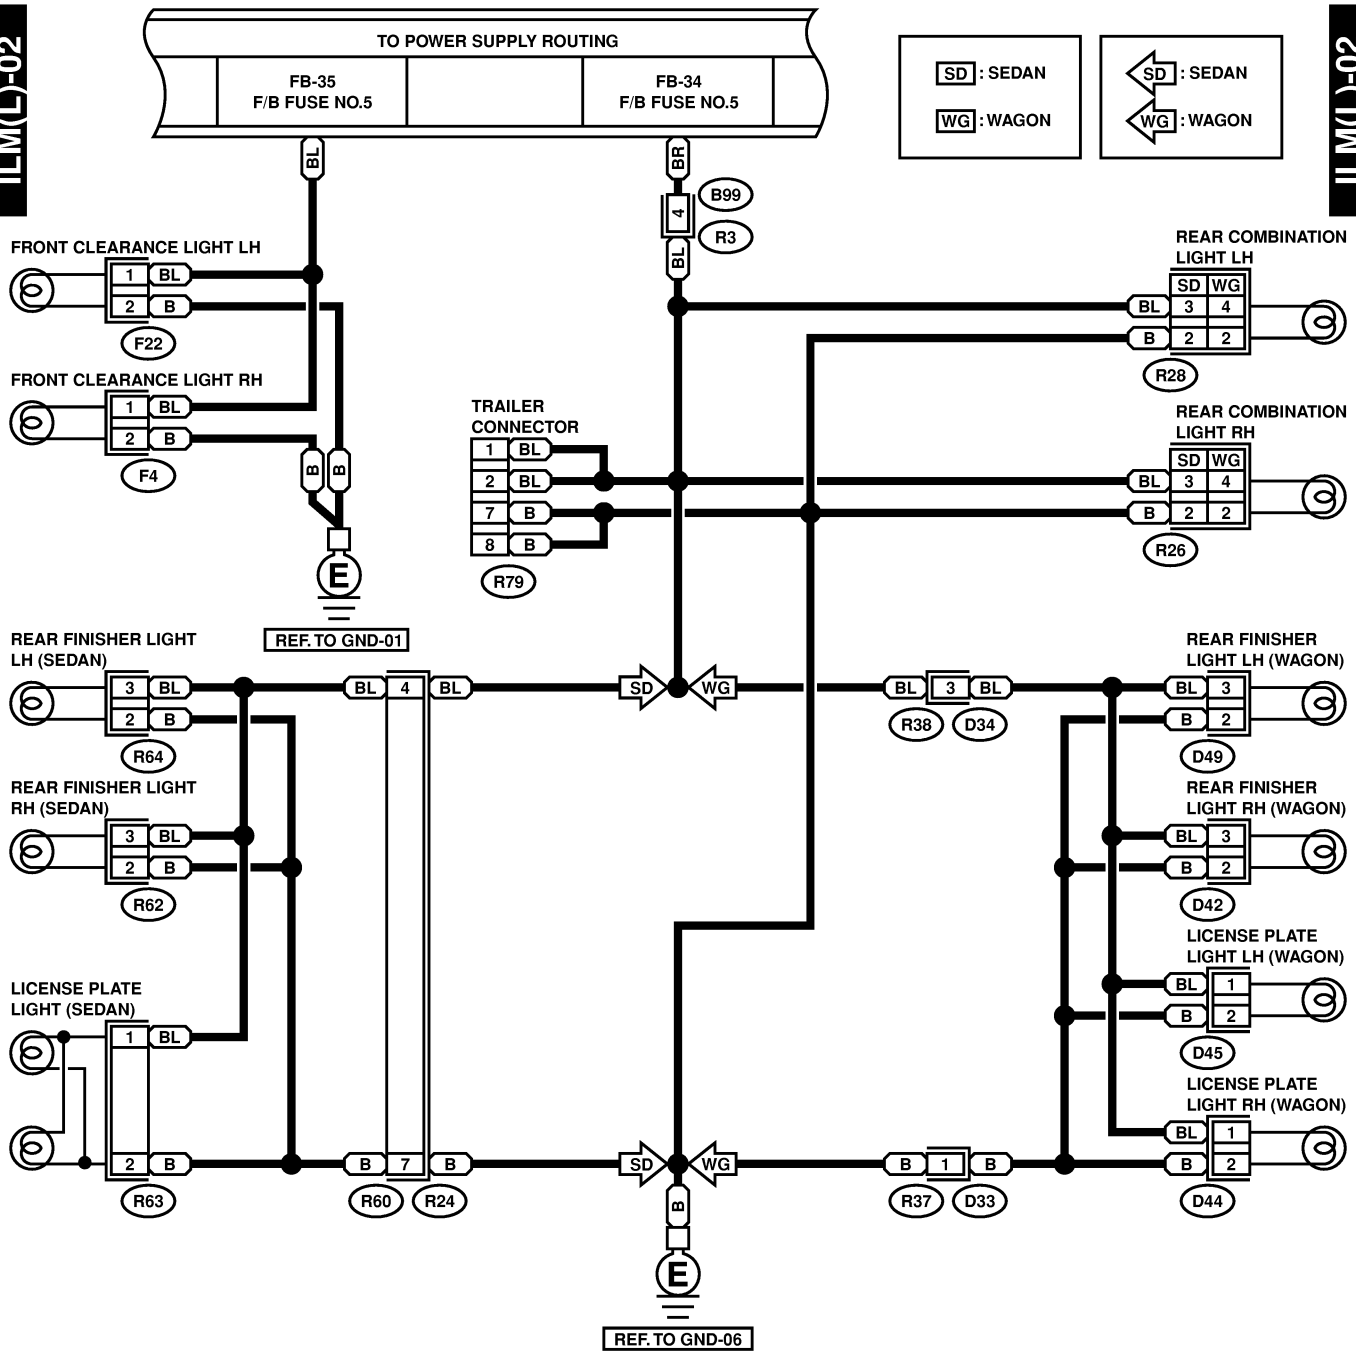 ILM(L)-02
ILM(L)-02
TO POWER SUPPLY ROUTING
FB-35
F/B FUSE NO.5
FB-34
F/B FUSE NO.5
SD : SEDAN
WG : WAGON
SD : SEDAN
WG : WAGON
BL
BR
4
B99
R3
BL
FRONT CLEARANCE LIGHT LH
1 BL
2 B
F22
FRONT CLEARANCE LIGHT RH
1 BL
2 B
F4
B B
E
REF. TO GND-01
REAR COMBINATION
LIGHT LH
SD WG
BL 3 4
B 2 2
R28
REAR COMBINATION
LIGHT RH
SD WG
BL 3 4
B 2 2
R26
TRAILER
CONNECTOR
1 BL
2 BL
7 B
8 B
R79
REAR FINISHER LIGHT
LH (SEDAN)
3 BL
2 B
R64
BL 4 BL
SD WG
BL 3 BL
R38 D34
REAR FINISHER
LIGHT LH (WAGON)
BL 3
B 2
D49
REAR FINISHER LIGHT
RH (SEDAN)
3 BL
2 B
R62
REAR FINISHER
LIGHT RH (WAGON)
BL 3
B 2
D42
LICENSE PLATE
LIGHT LH (WAGON)
BL 1
B 2
D45
LICENSE PLATE
LIGHT (SEDAN)
1 BL
2 B
R63
B 7 B
R60 R24
SD WG
B 1 B
R37 D33
LICENSE PLATE
LIGHT RH (WAGON)
BL 1
B 2
D44
B
E
REF. TO GND-06